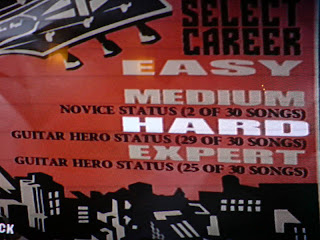 SELECT
CAREER
EASY
MEDIUM
NOVICE STATUS (2 OF 30 SONGS)
HARD
GUITAR HERO STATUS (29 OF 30 SONGS)
EXPERT
GUITAR HERO STATUS (25 OF 30 SONGS)
CK